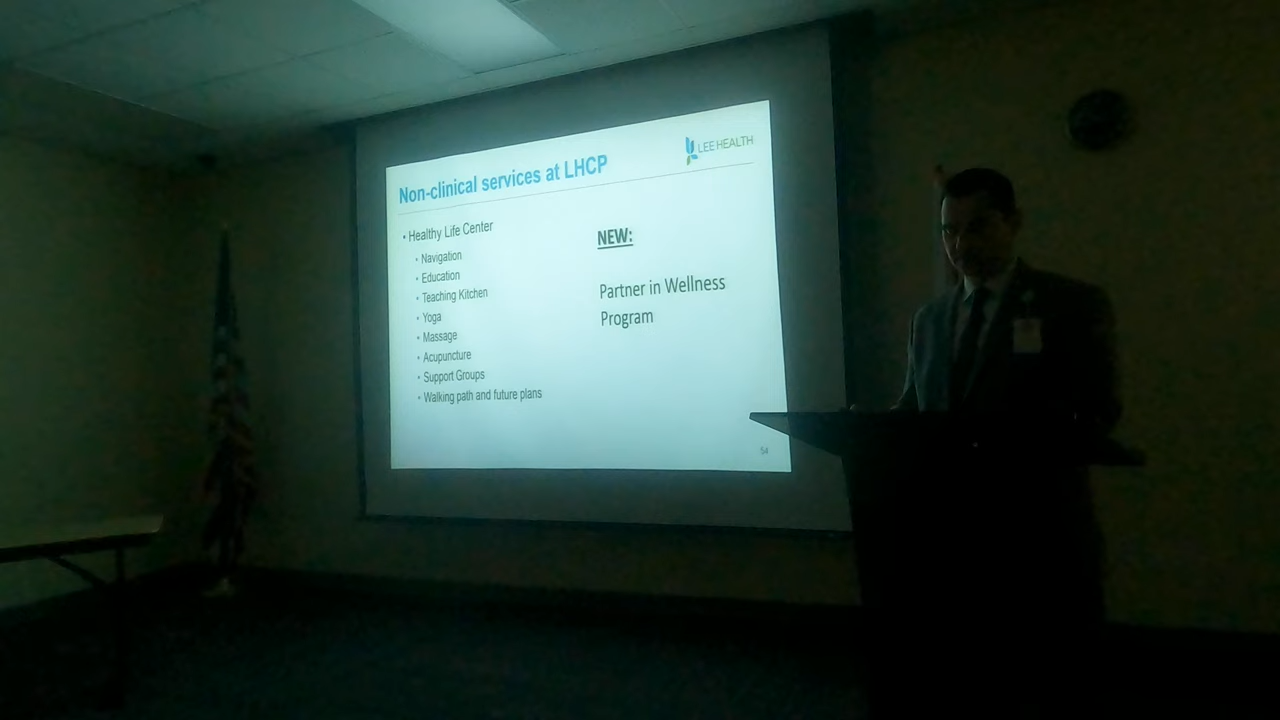 LEE HEALTH
Non-clinical services at LHCP
• Healthy Life Center
• Navigation
• Education
• Teaching Kitchen
• Yoga
• Massage
• Acupuncture
• Support Groups
• Walking path and future plans
NEW:
Partner in Wellness
Program
54